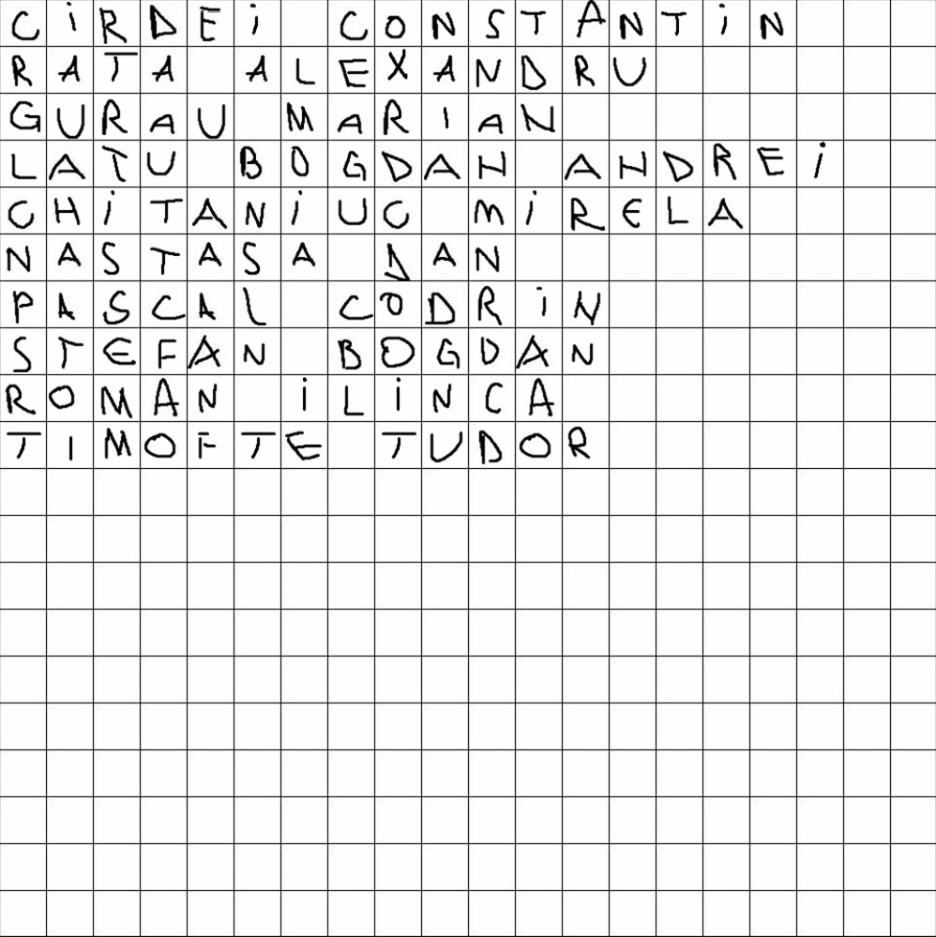 CiRDEi CONSTANTiN
RATA ALEXANDRU
GURAU MARIAN
LATU BOGDAN ANDREi
CHiTANiUC MiRELA
NASTASA DAN
PASCAL CODRiN
STEFAN BOGDAN
ROMAN iLiNCA
TIMOFTE TUDOR